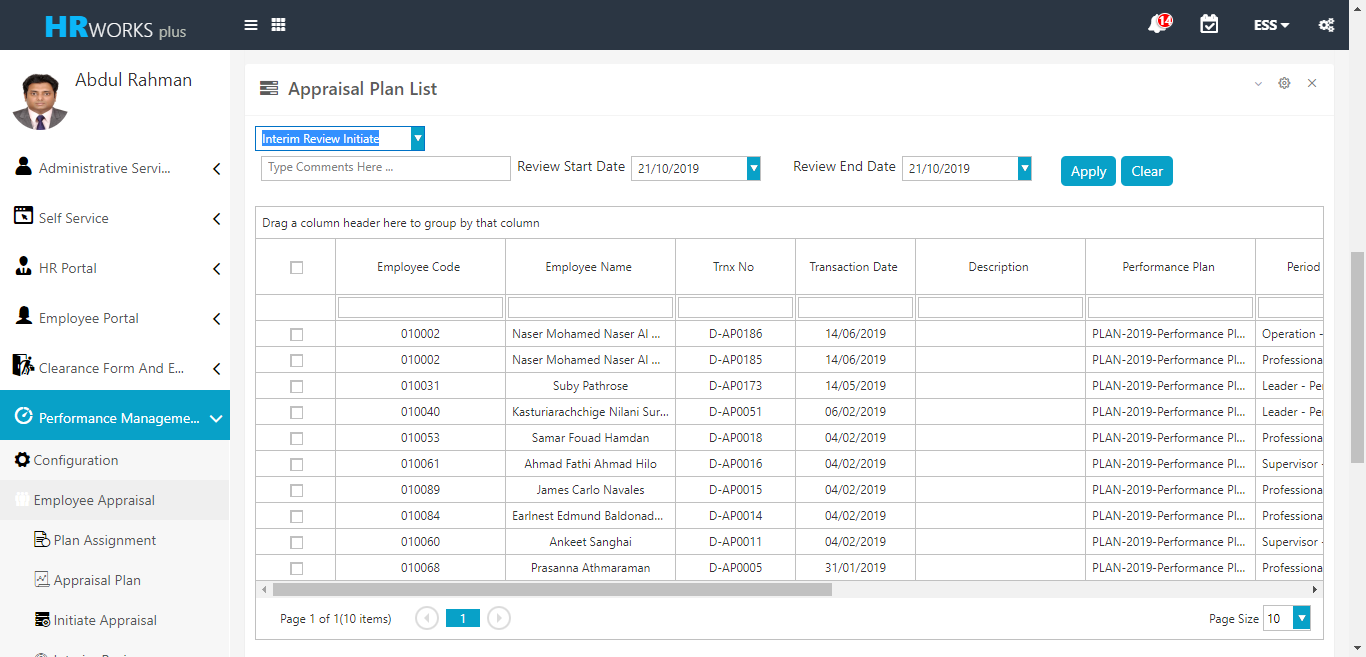 HRWORKS plus
14
ESS
Abdul Rahman
Administrative Servi...
Self Service
HR Portal
Employee Portal
Clearance Form And E...
Performance Manageme...
Configuration
Employee Appraisal
Plan Assignment
Appraisal Plan
Initiate Appraisal
Appraisal Plan List
Interim Review Initiate
Type Comments Here ... Review Start Date 21/10/2019 Review End Date 21/10/2019 Apply Clear
Drag a column header here to group by that column
Employee Code Employee Name Trnx No Transaction Date Description Performance Plan Period
010002 Naser Mohamed Naser Al ... D-AP0186 14/06/2019 PLAN-2019-Performance Pl... Operation -
010002 Naser Mohamed Naser Al ... D-AP0185 14/06/2019 PLAN-2019-Performance Pl... Professiona
010031 Suby Pathrose D-AP0173 14/05/2019 PLAN-2019-Performance Pl... Leader - Pe
010040 Kasturiarachchige Nilani Sur... D-AP0051 06/02/2019 PLAN-2019-Performance Pl... Leader - Pe
010053 Samar Fouad Hamdan D-AP0018 04/02/2019 PLAN-2019-Performance Pl... Professiona
010061 Ahmad Fathi Ahmad Hilo D-AP0016 04/02/2019 PLAN-2019-Performance Pl... Supervisor -
010089 James Carlo Navales D-AP0015 04/02/2019 PLAN-2019-Performance Pl... Professiona
010084 Earlnest Edmund Baldonad... D-AP0014 04/02/2019 PLAN-2019-Performance Pl... Professiona
010060 Ankeet Sanghai D-AP0011 04/02/2019 PLAN-2019-Performance Pl... Supervisor -
010068 Prasanna Athmaraman D-AP0005 31/01/2019 PLAN-2019-Performance Pl... Professiona
Page 1 of 1(10 items) 1 Page Size 10